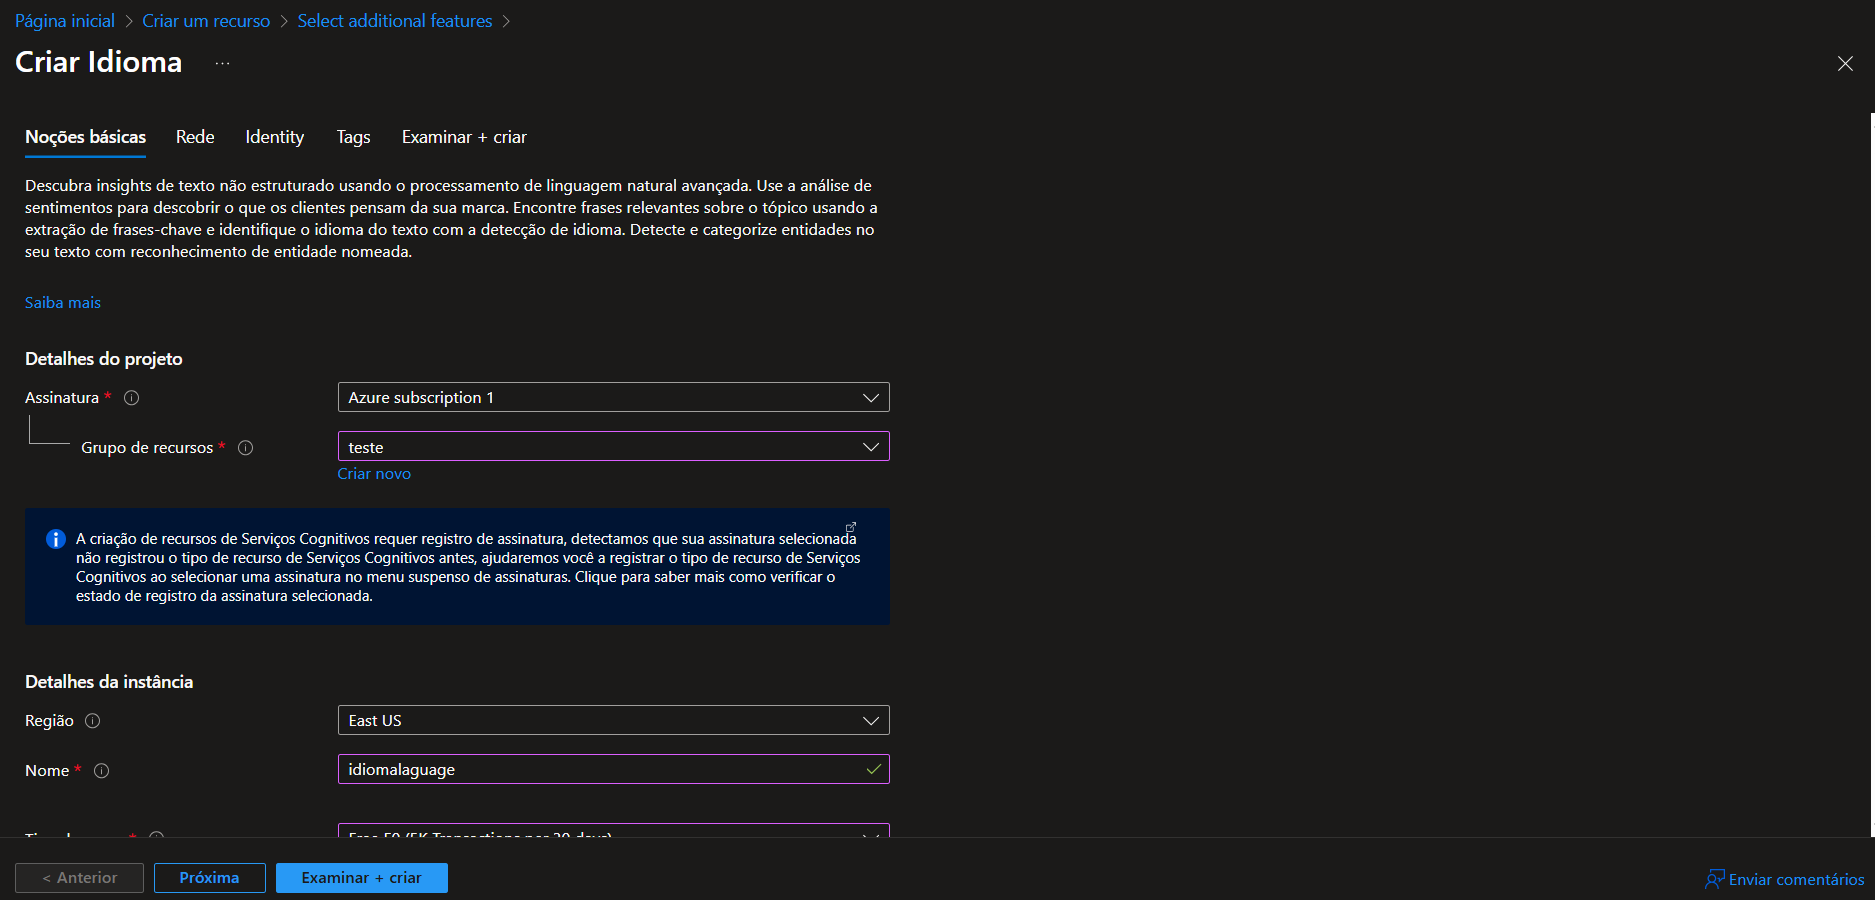 Página inicial > Criar um recurso > Select additional features >
Criar Idioma ...
Noções básicas Rede Identity Tags Examinar + criar
Descubra insights de texto não estruturado usando o processamento de linguagem natural avançada. Use a análise de
sentimentos para descobrir o que os clientes pensam da sua marca. Encontre frases relevantes sobre o tópico usando a
extração de frases-chave e identifique o idioma do texto com a detecção de idioma. Detecte e categorize entidades no
seu texto com reconhecimento de entidade nomeada.
Saiba mais
Detalhes do projeto
Assinatura * Azure subscription 1
Grupo de recursos * teste
Criar novo
A criação de recursos de Serviços Cognitivos requer registro de assinatura, detectamos que sua assinatura selecionada
não registrou o tipo de recurso de Serviços Cognitivos antes, ajudaremos você a registrar o tipo de recurso de Serviços
Cognitivos ao selecionar uma assinatura no menu suspenso de assinaturas. Clique para saber mais como verificar o
estado de registro da assinatura selecionada.
Detalhes da instância
Região East US
Nome * idiomalaguage
Free F0 (5K Transactions per 30 days)
< Anterior Próxima Examinar + criar Enviar comentários